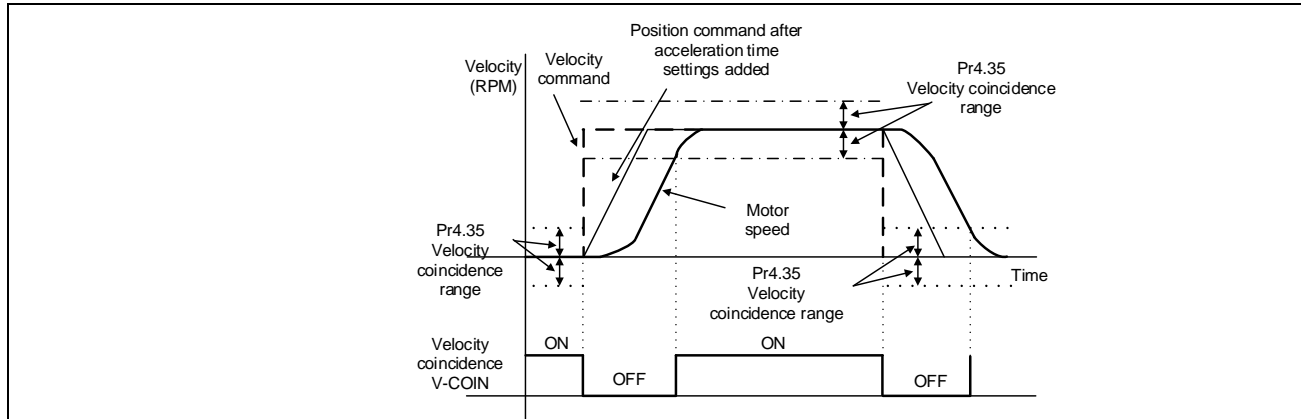 Position command after
acceleration time
settings added
Velocity
(RPM)
Velocity
command
Pr4.35
Velocity coincidence
range
Motor
speed
Pr4.35
Velocity
coincidence
range
Pr4.35
Velocity
coincidence range
Time
Velocity
coincidence
V-COIN
ON
OFF
ON
OFF